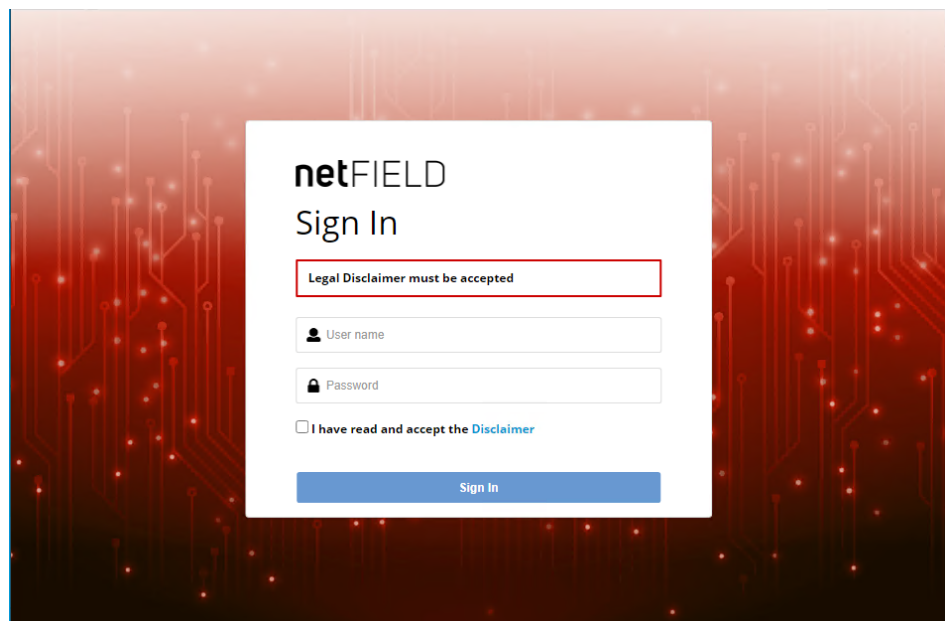 netFIELD
Sign In
Legal Disclaimer must be accepted
User name
Password
I have read and accept the Disclaimer
Sign In